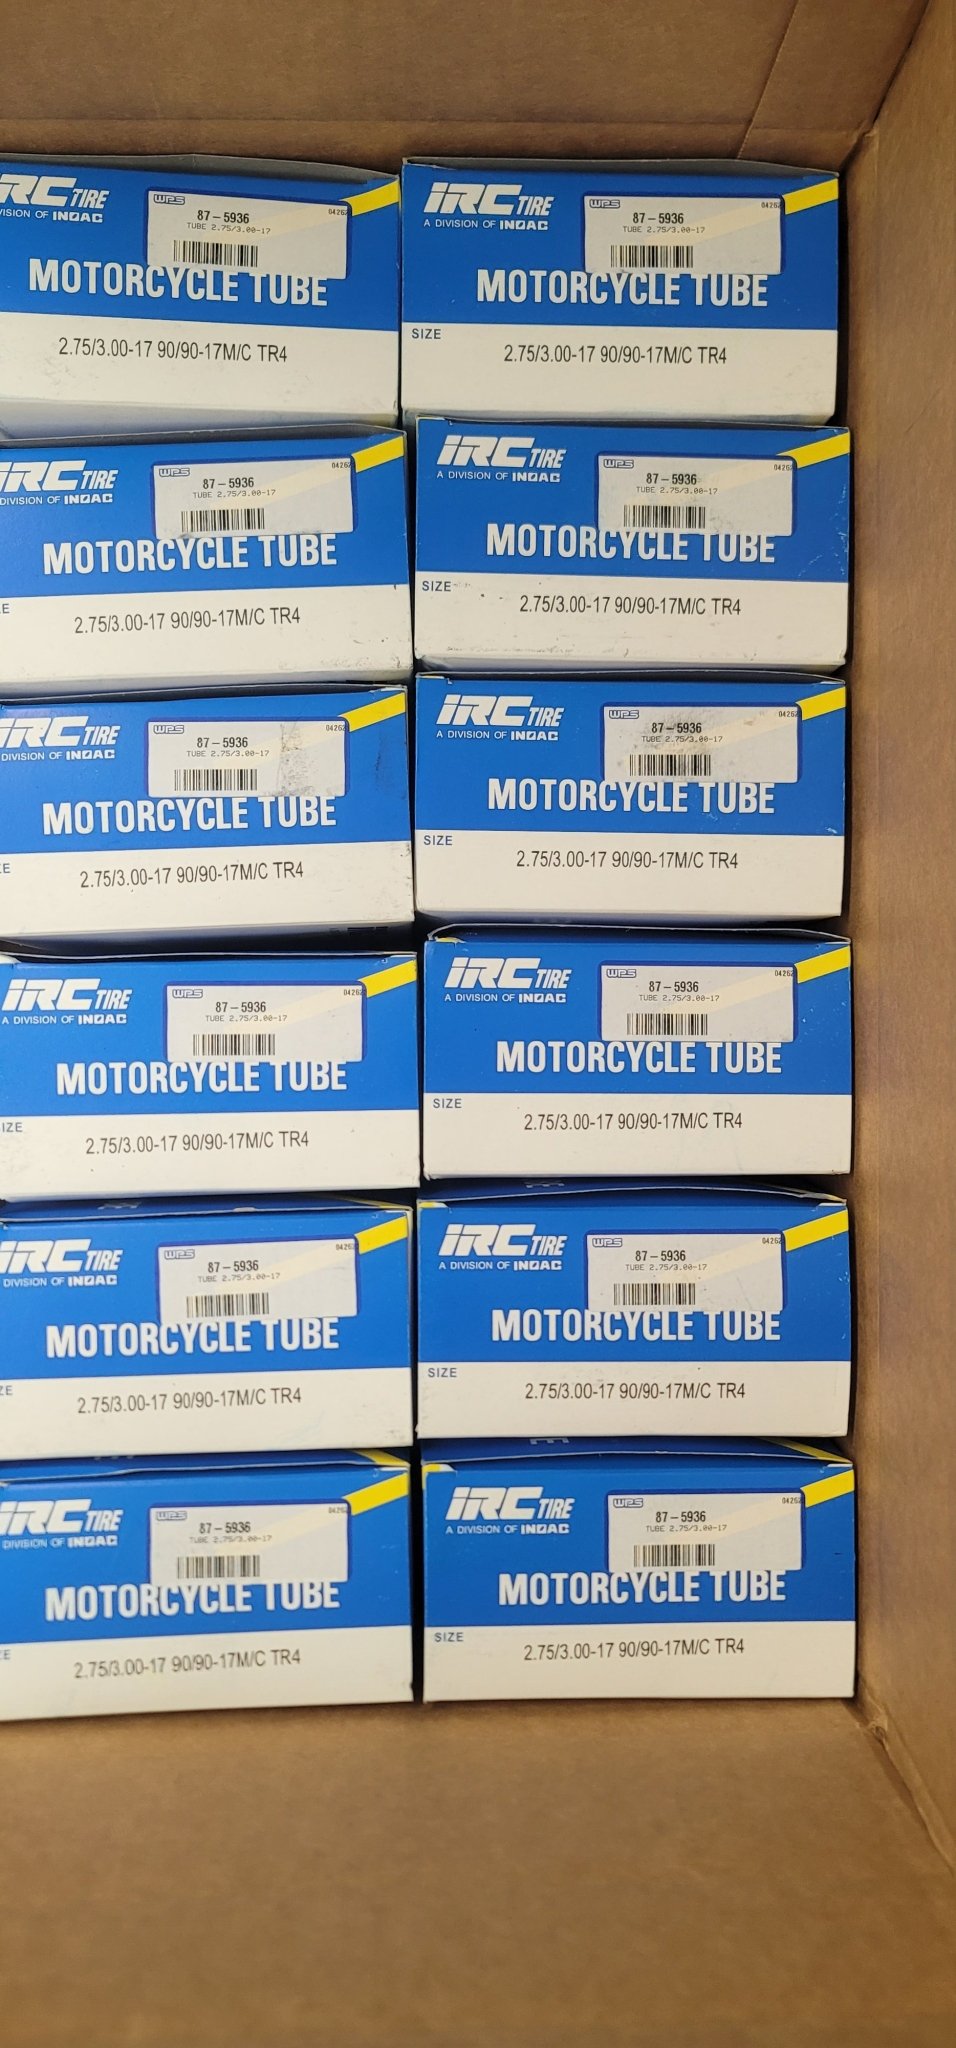 RC TIRE
VISION OF INOAC
WPS
04262
87-5936
TUBE 2.75/3.00-17
MOTORCYCLE TUBE
2.75/3.00-17 90/90-17M/C TR4
IRC TIRE
A DIVISION OF INOAC
WPS
04262
87-5936
TUBE 2.75/3.00-17
MOTORCYCLE TUBE
SIZE
2.75/3.00-17 90/90-17M/C TR4
IRC TIRE
DIVISION OF INOAC
WPS
04262
87-5936
TUBE 2.75/3.00-17
MOTORCYCLE TUBE
E
2.75/3.00-17 90/90-17M/C TR4
IRC TIRE
A DIVISION OF INOAC
WPS
04262
87-5936
TUBE 2.75/3.00-17
MOTORCYCLE TUBE
SIZE
2.75/3.00-17 90/90-17M/C TR4
IRC TIRE
DIVISION OF INOAC
WPS
04262
87-5936
TUBE 2.75/3.00-17
MOTORCYCLE TUBE
E
2.75/3.00-17 90/90-17M/C TR4
IRC TIRE
A DIVISION OF INOAC
WPS
04262
87-5936
TUBE 2.75/3.00-17
MOTORCYCLE TUBE
SIZE
2.75/3.00-17 90/90-17M/C TR4
IRC TIRE
A DIVISION OF INOAC
WPS
04262
87-5936
TUBE 2.75/3.00-17
MOTORCYCLE TUBE
IZE
2.75/3.00-17 90/90-17M/C TR4
IRC TIRE
A DIVISION OF INOAC
WPS
04262
87-5936
TUBE 2.75/3.00-17
MOTORCYCLE TUBE
SIZE
2.75/3.00-17 90/90-17M/C TR4
IRC TIRE
DIVISION OF INOAC
WPS
04262
87-5936
TUBE 2.75/3.00-17
MOTORCYCLE TUBE
ZE
2.75/3.00-17 90/90-17M/C TR4
IRC TIRE
A DIVISION OF INOAC
WPS
04262
87-5936
TUBE 2.75/3.00-17
MOTORCYCLE TUBE
SIZE
2.75/3.00-17 90/90-17M/C TR4
IRC TIRE
DIVISION OF INOAC
WPS
04262
87-5936
TUBE 2.75/3.00-17
MOTORCYCLE TUBE
E
2.75/3.00-17 90/90-17M/C TR4
IRC TIRE
A DIVISION OF INOAC
WPS
04262
87-5936
TUBE 2.75/3.00-17
MOTORCYCLE TUBE
SIZE
2.75/3.00-17 90/90-17M/C TR4